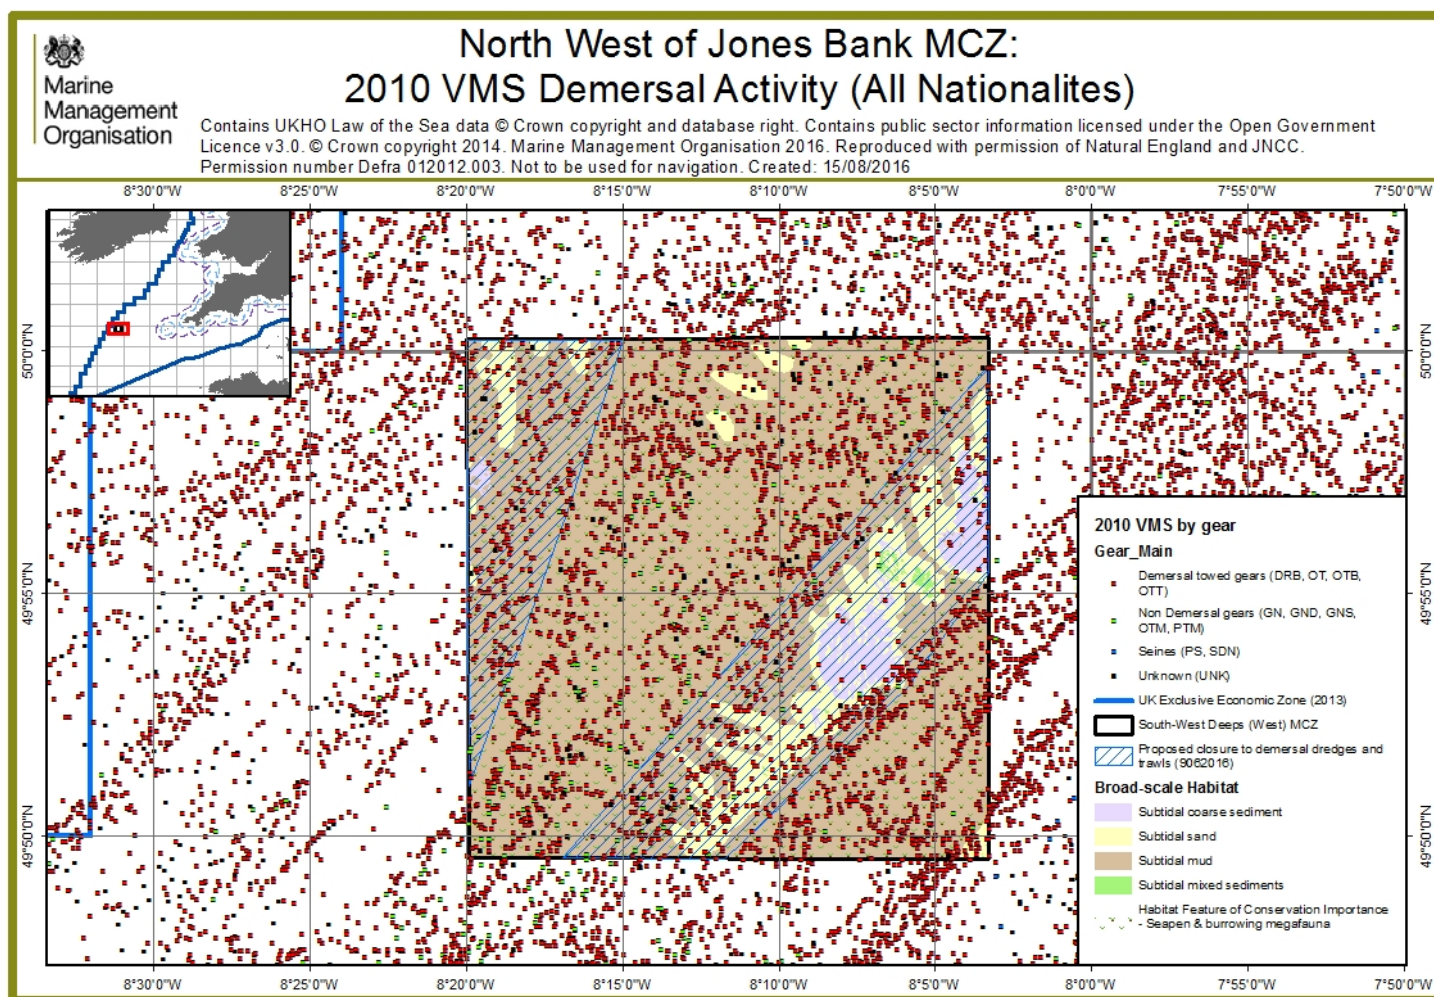 North West of Jones Bank MCZ:
2010 VMS Demersal Activity (All Nationalites)
Marine
Management
Organisation
Contains UKHO Law of the Sea data © Crown copyright and database right. Contains public sector information licensed under the Open Government
Licence v3.0. © Crown copyright 2014. Marine Management Organisation 2016. Reproduced with permission of Natural England and JNCC.
Permission number Defra 012012.003. Not to be used for navigation. Created: 15/08/2016
8°30'0"W 8°25'0"W 8°20'0"W 8°15'0"W 8°10'0"W 8°5'0"W 8°0'0"W 7°55'0"W 7°50'0"W
50°0'0"N 50°0'0"N
49°55'0"N 49°55'0"N
49°50'0"N 49°50'0"N
2010 VMS by gear
Gear_Main
Demersal towed gears (DRB, OT, OTB,
OTT)
Non Demersal gears (GN, GND, GNS,
OTM, PTM)
Seines (PS, SDN)
Unknown (UNK)
UK Exclusive Economic Zone (2013)
South-West Deeps (West) MCZ
Proposed closure to demersal dredges and
trawls (9062016)
Broad-scale Habitat
Subtidal coarse sediment
Subtidal sand
Subtidal mud
Subtidal mixed sediments
Habitat Feature of Conservation Importance
- Seapen & burrowing megafauna
8°30'0"W 8°25'0"W 8°20'0"W 8°15'0"W 8°10'0"W 8°5'0"W 8°0'0"W 7°55'0"W 7°50'0"W